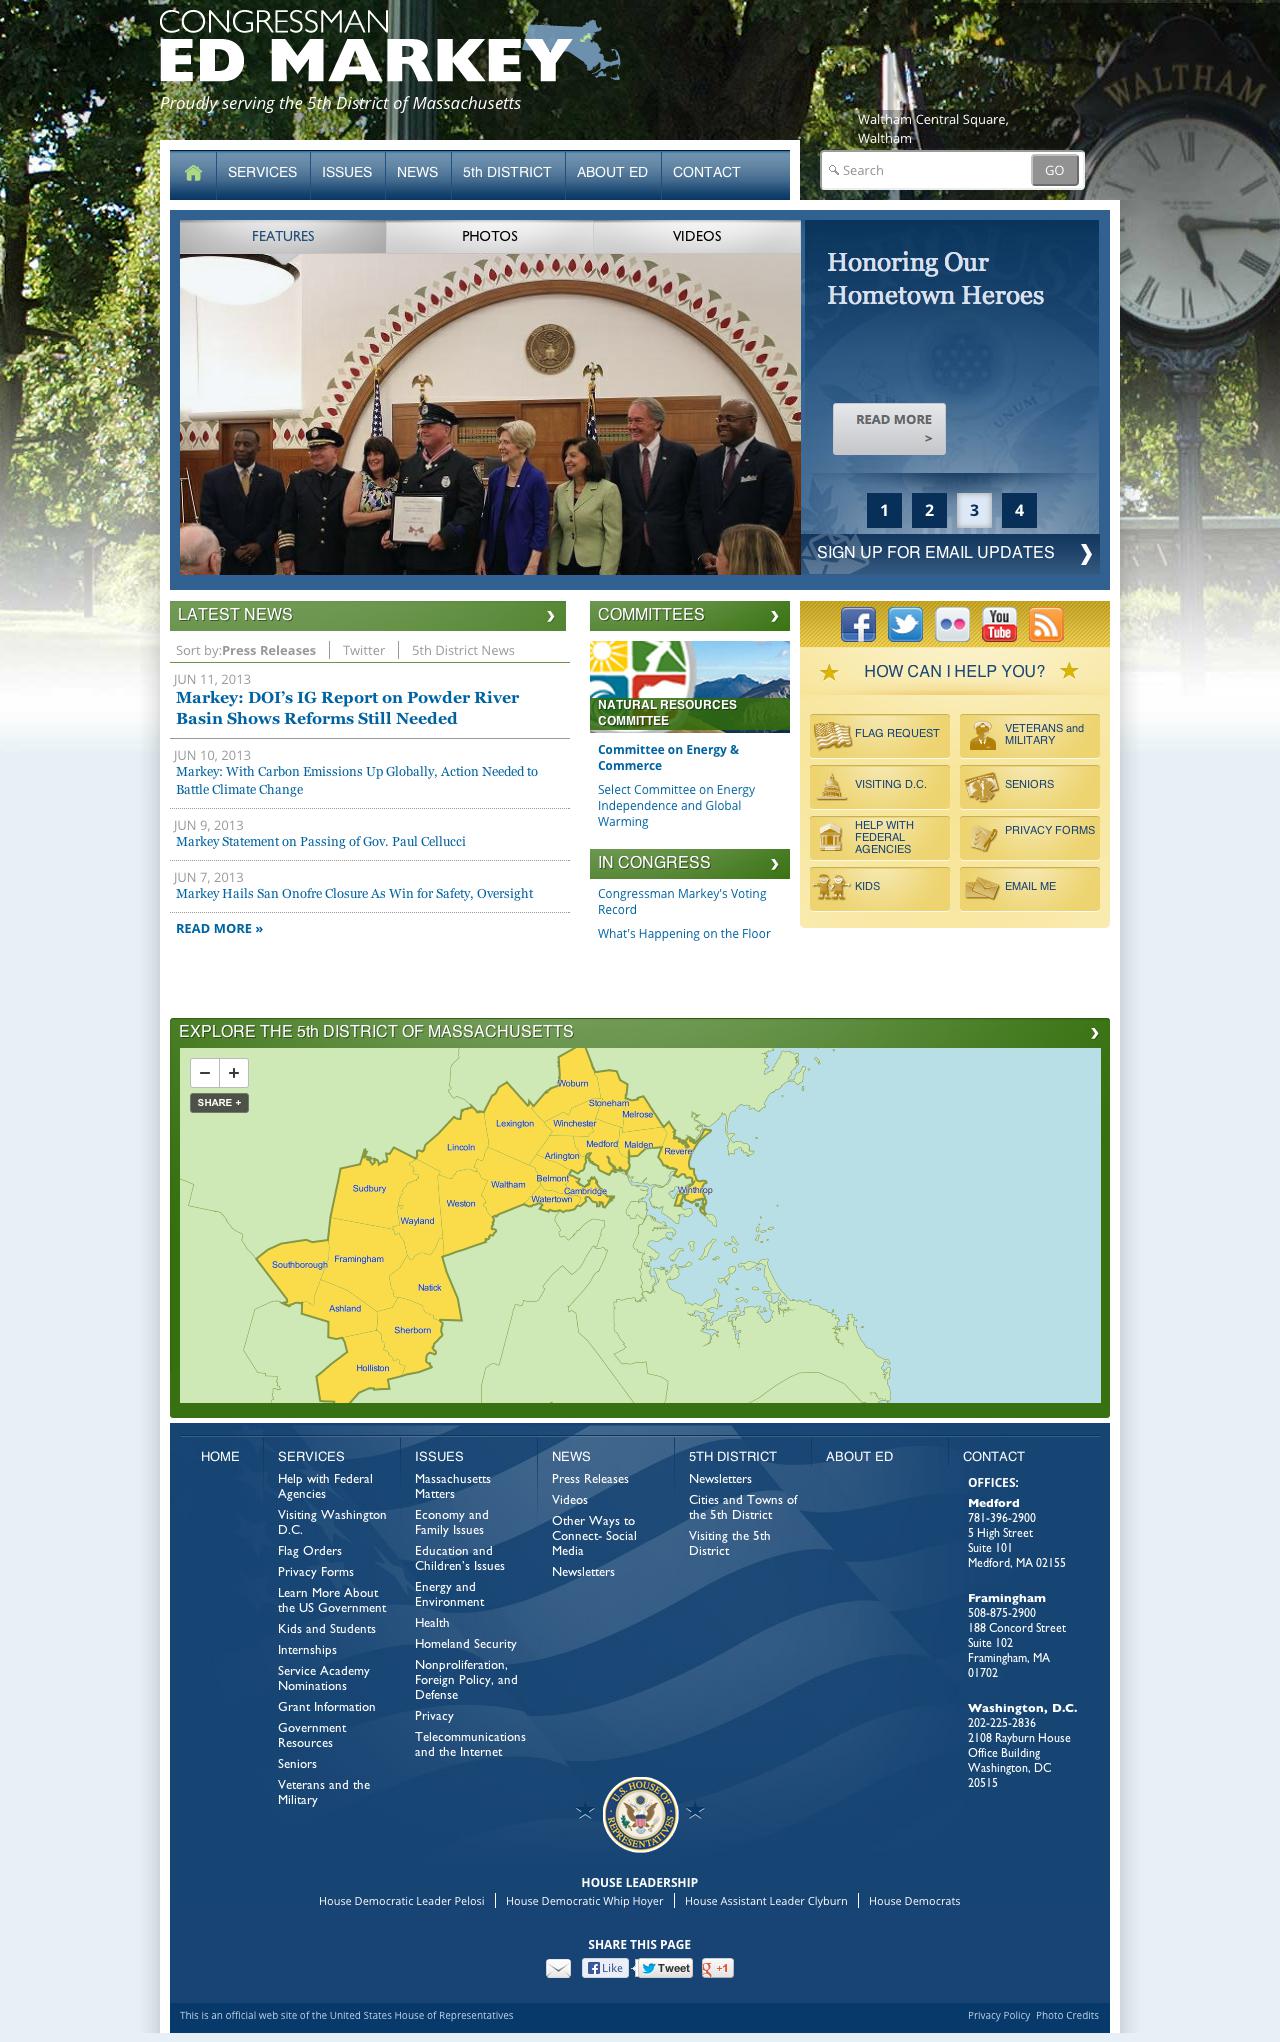 CONGRESSMAN
ED MARKEY
Proudly serving the 5th District of Massachusetts
WALTHAM
Waltham Central Square,
Waltham
SERVICES
ISSUES
NEWS
5th DISTRICT
ABOUT ED
CONTACT
Search
GO
FEATURES
PHOTOS
VIDEOS
Honoring Our
Hometown Heroes
READ MORE
>
1
2
3
4
SIGN UP FOR EMAIL UPDATES
LATEST NEWS
Sort by:Press Releases
Twitter
5th District News
JUN 11, 2013
Markey: DOI's IG Report on Powder River
Basin Shows Reforms Still Needed
JUN 10, 2013
Markey: With Carbon Emissions Up Globally, Action Needed to
Battle Climate Change
JUN 9, 2013
Markey Statement on Passing of Gov. Paul Cellucci
JUN 7, 2013
Markey Hails San Onofre Closure As Win for Safety, Oversight
READ MORE »
COMMITTEES
NATURAL RESOURCES
COMMITTEE
Committee on Energy &
Commerce
Select Committee on Energy
Independence and Global
Warming
IN CONGRESS
Congressman Markey's Voting
Record
What's Happening on the Floor
You
Tube
HOW CAN I HELP YOU?
FLAG REQUEST
VETERANS and
MILITARY
VISITING D.C.
SENIORS
HELP WITH
FEDERAL
AGENCIES
PRIVACY FORMS
KIDS
EMAIL ME
EXPLORE THE 5th DISTRICT OF MASSACHUSETTS
− +
SHARE +
Woburn
Stoneham
Melrose
Lexington
Winchester
Medford
Malden
Lincoln
Arlington
Revere
Belmont
Waltham
Cambridge
Sudbury
Winthrop
Watertown
Weston
Wayland
Framingham
Southborough
Natick
Ashland
Sherborn
Holliston
HOME
SERVICES
Help with Federal
Agencies
Visiting Washington
D.C.
Flag Orders
Privacy Forms
Learn More About
the US Government
Kids and Students
Internships
Service Academy
Nominations
Grant Information
Government
Resources
Seniors
Veterans and the
Military
ISSUES
Massachusetts
Matters
Economy and
Family Issues
Education and
Children's Issues
Energy and
Environment
Health
Homeland Security
Nonproliferation,
Foreign Policy, and
Defense
Privacy
Telecommunications
and the Internet
NEWS
Press Releases
Videos
Other Ways to
Connect- Social
Media
Newsletters
5TH DISTRICT
Newsletters
Cities and Towns of
the 5th District
Visiting the 5th
District
ABOUT ED
CONTACT
OFFICES:
Medford
781-396-2900
5 High Street
Suite 101
Medford, MA 02155
Framingham
508-875-2900
188 Concord Street
Suite 102
Framingham, MA
01702
Washington, D.C.
202-225-2836
2108 Rayburn House
Office Building
Washington, DC
20515
U.S. HOUSE OF
REPRESENTATIVES
HOUSE LEADERSHIP
House Democratic Leader Pelosi
House Democratic Whip Hoyer
House Assistant Leader Clyburn
House Democrats
SHARE THIS PAGE
Like
Tweet
+1
This is an official web site of the United States House of Representatives
Privacy Policy Photo Credits